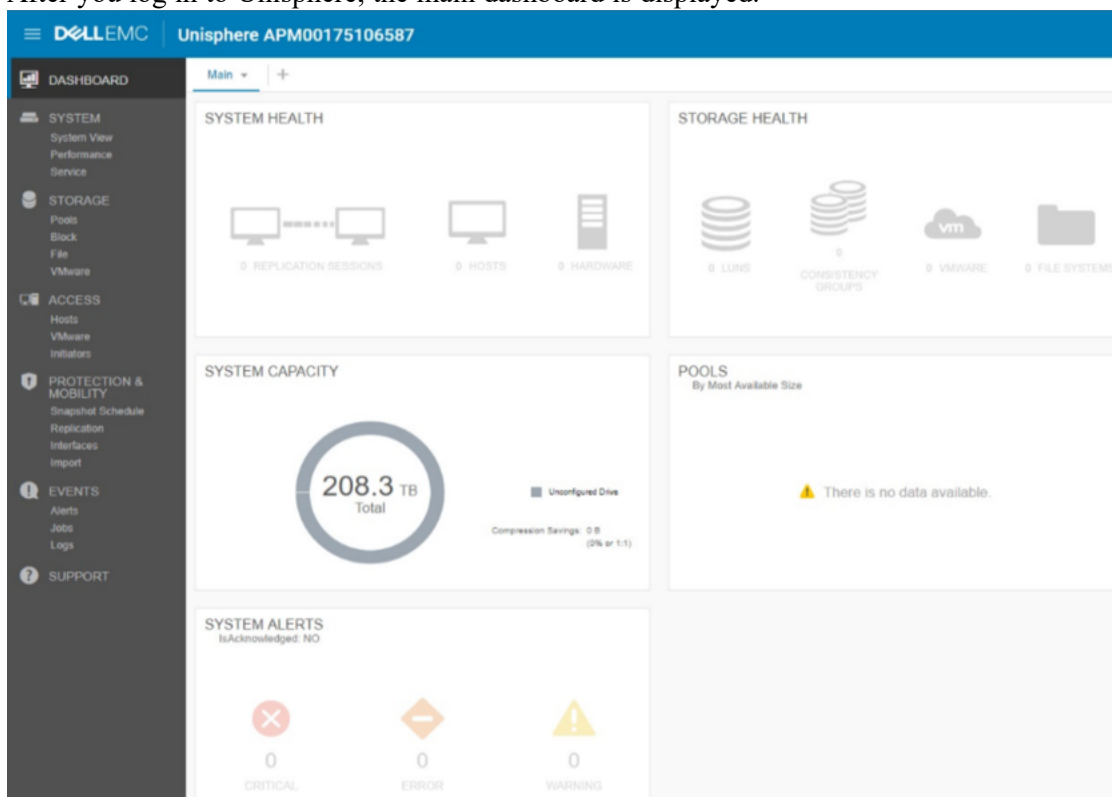 After you log in to Unisphere, the main dashboard is displayed.
DELLEMC Unisphere APM00175106587
DASHBOARD
SYSTEM
System View
Performance
Service
STORAGE
Pools
Block
File
VMware
ACCESS
Hosts
VMware
Initiators
PROTECTION &
MOBILITY
Snapshot Schedule
Replication
Interfaces
Import
EVENTS
Alerts
Jobs
Logs
SUPPORT
Main
SYSTEM HEALTH
0 REPLICATION SESSIONS
0 HOSTS
0 HARDWARE
STORAGE HEALTH
vm
0 LUNS
0
CONSISTENCY
GROUPS
0 VMWARE
0 FILE SYSTEMS
SYSTEM CAPACITY
208.3 TB
Total
Unconfigured Drive
Compression Savings: 0 B
(0% or 1:1)
POOLS
By Most Available Size
There is no data available.
SYSTEM ALERTS
IsAcknowledged: NO
0
CRITICAL
0
ERROR
0
WARNING